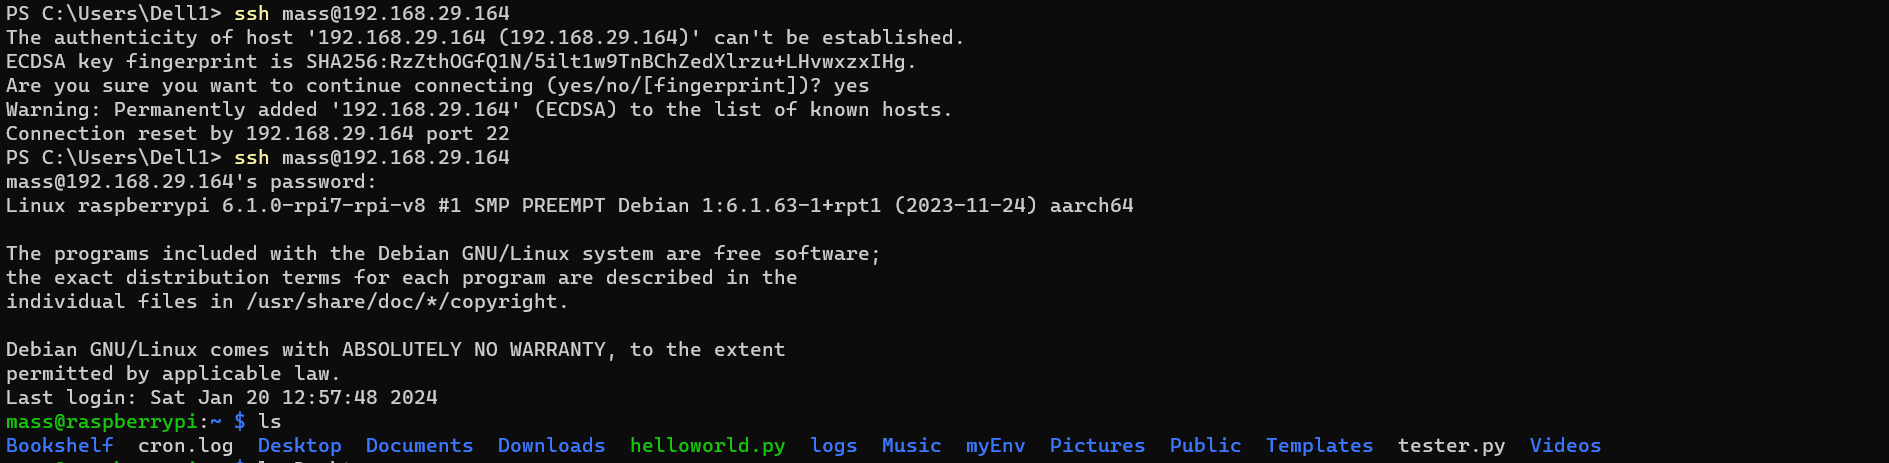 PS C:\Users\Dell1> ssh mass@192.168.29.164
The authenticity of host '192.168.29.164 (192.168.29.164)' can't be established.
ECDSA key fingerprint is SHA256:RzZthOGfQ1N/5ilt1w9TnBChZedXlrzu+LHvwxzxIHg.
Are you sure you want to continue connecting (yes/no/[fingerprint])? yes
Warning: Permanently added '192.168.29.164' (ECDSA) to the list of known hosts.
Connection reset by 192.168.29.164 port 22
PS C:\Users\Dell1> ssh mass@192.168.29.164
mass@192.168.29.164's password:
Linux raspberrypi 6.1.0-rpi7-rpi-v8 #1 SMP PREEMPT Debian 1:6.1.63-1+rpt1 (2023-11-24) aarch64
The programs included with the Debian GNU/Linux system are free software;
the exact distribution terms for each program are described in the
individual files in /usr/share/doc/*/copyright.
Debian GNU/Linux comes with ABSOLUTELY NO WARRANTY, to the extent
permitted by applicable law.
Last login: Sat Jan 20 12:57:48 2024
mass@raspberrypi:~ $ ls
Bookshelf cron.log Desktop Documents Downloads helloworld.py logs Music myEnv Pictures Public Templates tester.py Videos